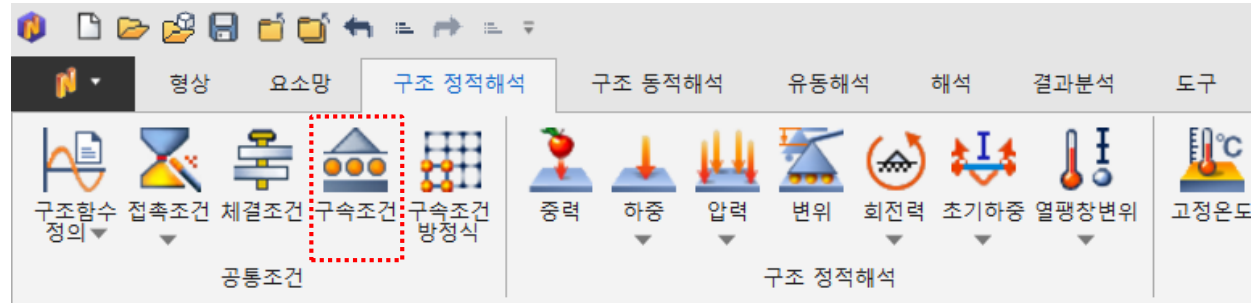 형상 요소망 구조 정적해석 구조 동적해석 유동해석 해석 결과분석 도구
구조함수 접촉조건 체결조건 구속조건 구속조건 중력 하중 압력 변위 회전력 초기하중 열팽창변위 고정온도
정의 방정식
공통조건 구조 정적해석